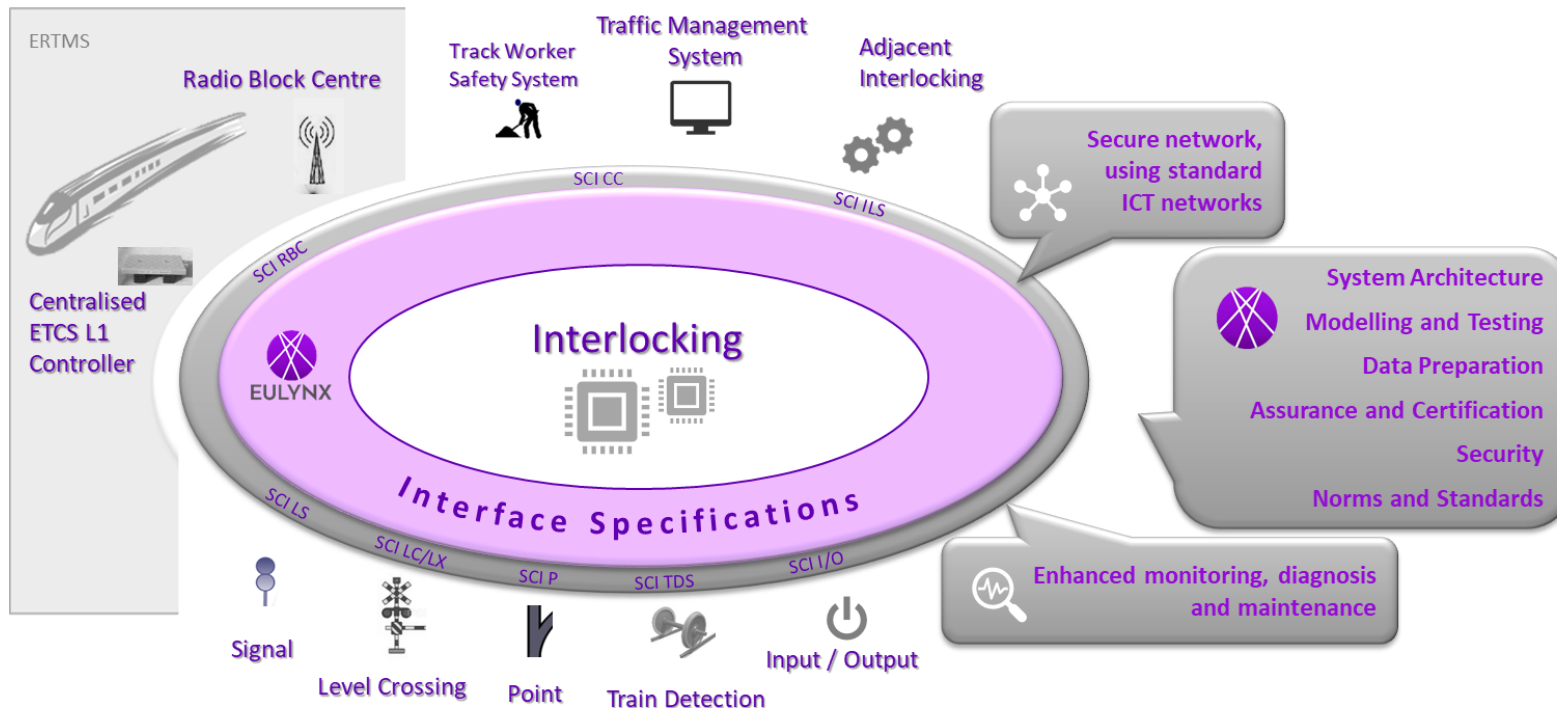 ERTMS
Radio Block Centre
Track Worker
Safety System
Traffic Management
System
Adjacent
Interlocking
Secure network,
using standard
ICT networks
SCI CC
SCI ILS
SCI RBC
Centralised
ETCS L1
Controller
EULYNX
Interlocking
System Architecture
Modelling and Testing
Data Preparation
Assurance and Certification
Security
Norms and Standards
Interface Specifications
SCI LS
SCI LC/LX
SCI P
SCI TDS
SCI I/O
Enhanced monitoring, diagnosis
and maintenance
Signal
Level Crossing
Point
Train Detection
Input / Output